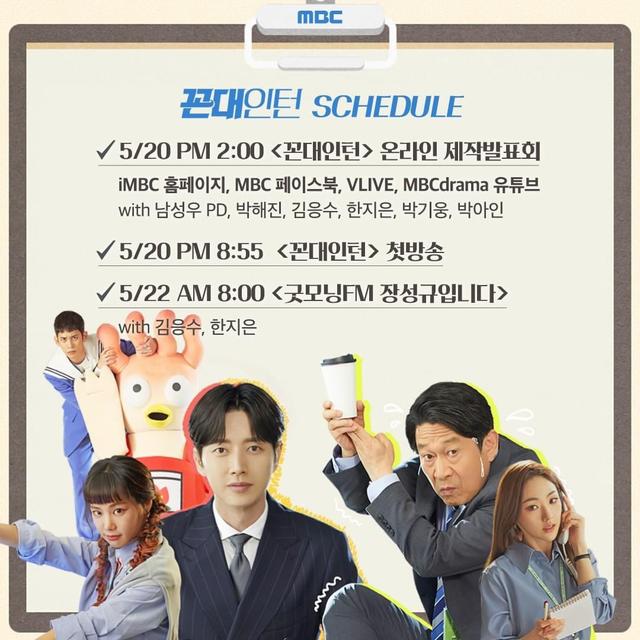 MBC
꼰대인턴 SCHEDULE
5/20 PM 2:00 <꼰대인턴> 온라인 제작발표회
iMBC 홈페이지, MBC 페이스북, VLIVE, MBCdrama 유튜브
with 남성우 PD, 박해진, 김응수, 한지은, 박기웅, 박아인
5/20 PM 8:55 <꼰대인턴> 첫방송
5/22 AM 8:00 <굿모닝FM 장성규입니다>
with 김응수, 한지은